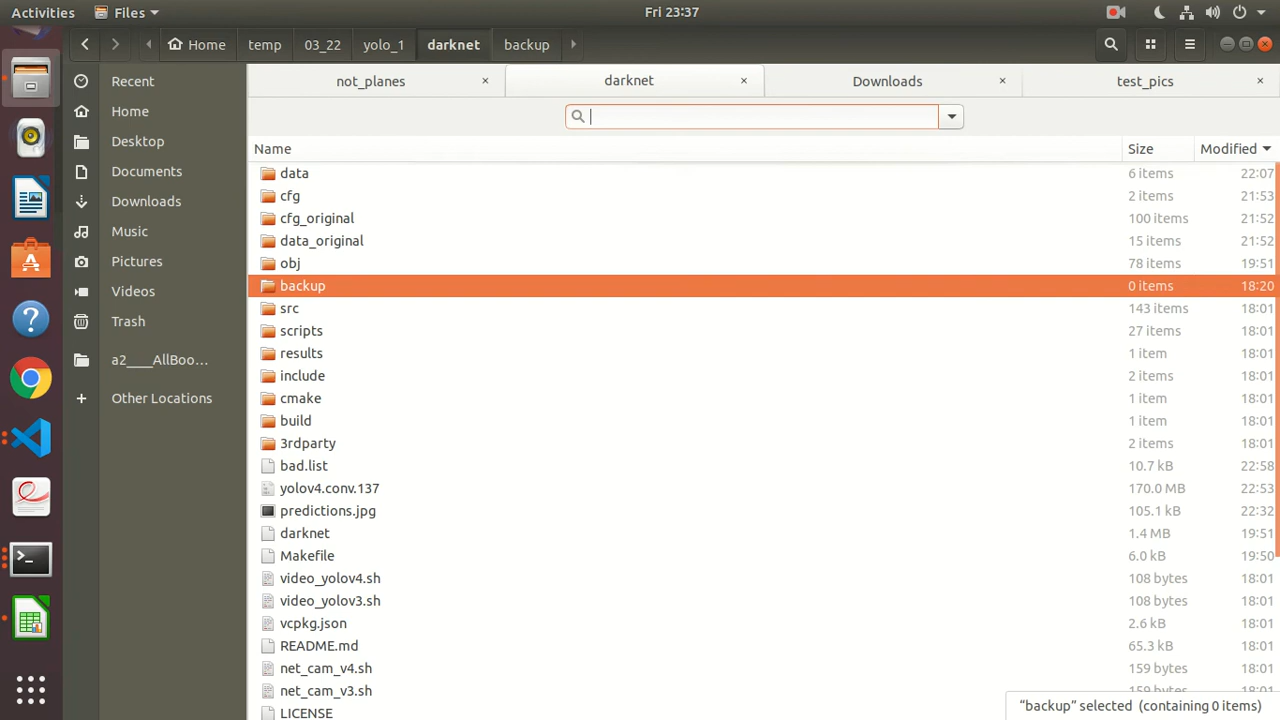 Activities Files Fri 23:37
Home temp 03_22 yolo_1 darknet backup
not_planes × darknet × Downloads × test_pics ×
Name Size Modified
Recent
Home
Desktop
Documents
Downloads
Music
Pictures
Videos
Trash
a2____AllBoo…
Other Locations
data 6 items 22:07
cfg 2 items 21:53
cfg_original 100 items 21:52
data_original 15 items 21:52
obj 78 items 19:51
backup 0 items 18:20
src 143 items 18:01
scripts 27 items 18:01
results 1 item 18:01
include 2 items 18:01
cmake 1 item 18:01
build 1 item 18:01
3rdparty 2 items 18:01
bad.list 10.7 kB 22:58
yolov4.conv.137 170.0 MB 22:53
predictions.jpg 105.1 kB 22:32
darknet 1.4 MB 19:51
Makefile 6.0 kB 19:50
video_yolov4.sh 108 bytes 18:01
video_yolov3.sh 108 bytes 18:01
vcpkg.json 2.6 kB 18:01
README.md 65.3 kB 18:01
net_cam_v4.sh 159 bytes 18:01
net_cam_v3.sh 159 bytes 18:01
LICENSE
“backup” selected (containing 0 items)